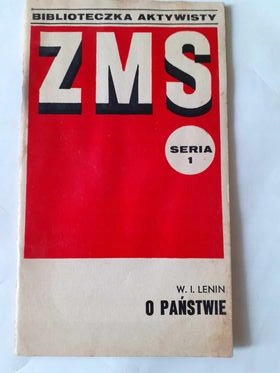 BIBLIOTECZKA AKTYWISTY
ZMS
SERIA
1
W. I. LENIN
O PAŃSTWIE